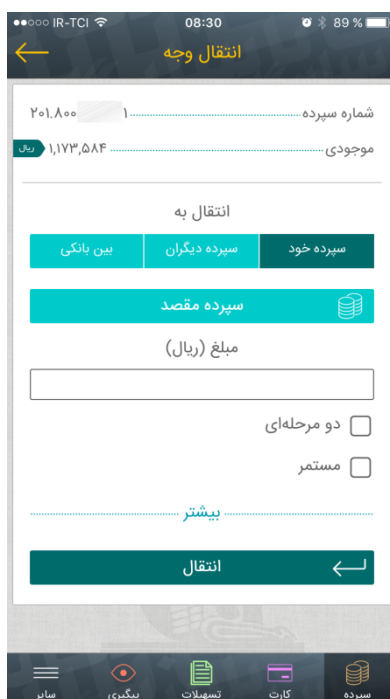 IR-TCI 08:30 89 %
انتقال وجه
شماره سپرده ۲۰۱.۸۰۰ ۱
موجودی ۱,۱۷۳,۵۸۴ ریال
انتقال به
سپرده خود سپرده دیگران بین بانکی
سپرده مقصد
مبلغ (ریال)
دو مرحله‌ای
مستمر
بیشتر
انتقال
سپرده کارت تسهیلات پیگیری سایر